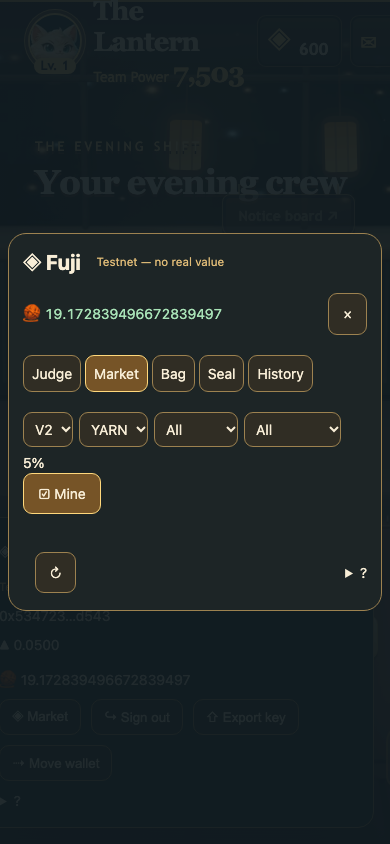 The
Lantern
Lv. 1
Team Power 7,503
600
THE EVENING SHIFT
Your evening crew
Notice board ↗
Fuji Testnet — no real value
19.172839496672839497 ×
Judge Market Bag Seal History
V2 YARN All All
5%
☑ Mine
↻ ▶ ?
0x534723…d543
▲ 0.0500
19.172839496672839497
◈ Market ↪ Sign out ⇧ Export key
→ Move wallet
▶ ?